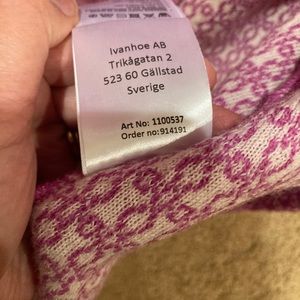 Ivanhoe AB
Trikågatan 2
523 60 Gällstad
Sverige
Art No: 1100537
Order no:914191